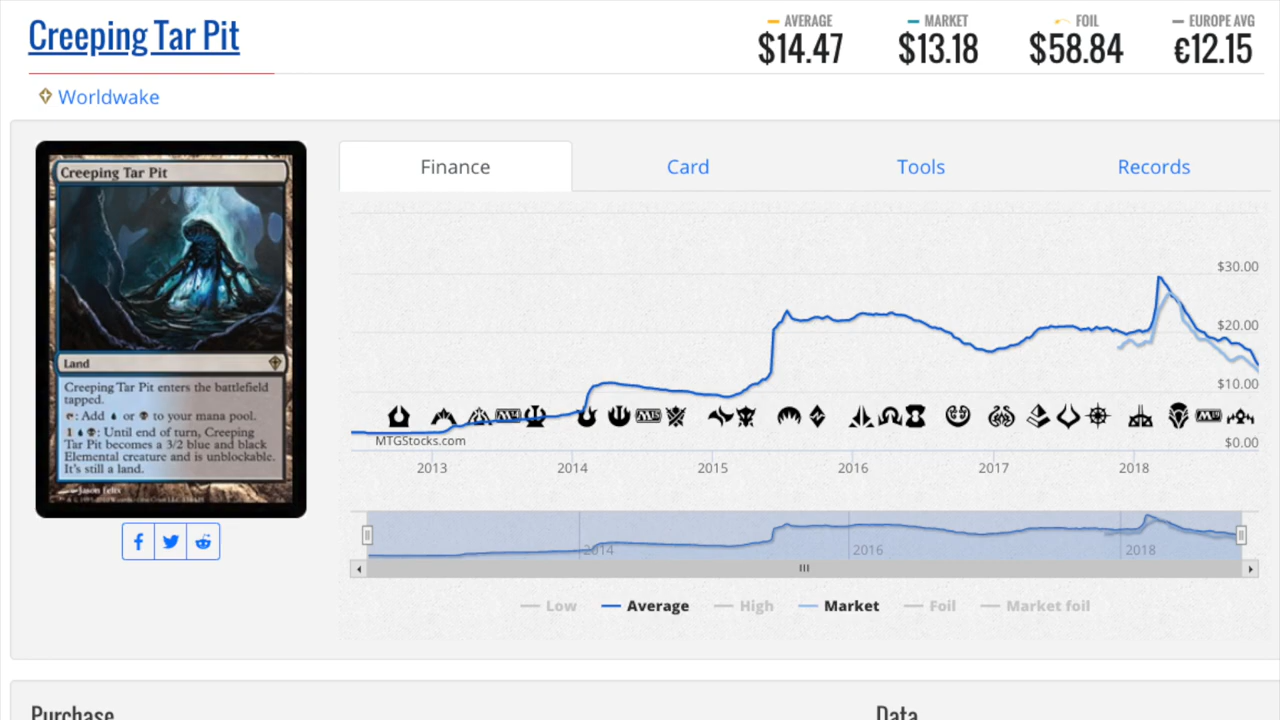 Creeping Tar Pit
AVERAGE
$14.47
MARKET
$13.18
FOIL
$58.84
EUROPE AVG
€12.15
Worldwake
Creeping Tar Pit
Land
Creeping Tar Pit enters the battlefield
tapped.
: Add or to your mana pool.
1 : Until end of turn, Creeping
Tar Pit becomes a 3/2 blue and black
Elemental creature and is unblockable.
It's still a land.
Finance
Card
Tools
Records
$30.00
$20.00
$10.00
$0.00
MTGStocks.com
2013 2014 2015 2016 2017 2018
2014 2016 2018
Low Average High Market Foil Market foil
Purchase
Data